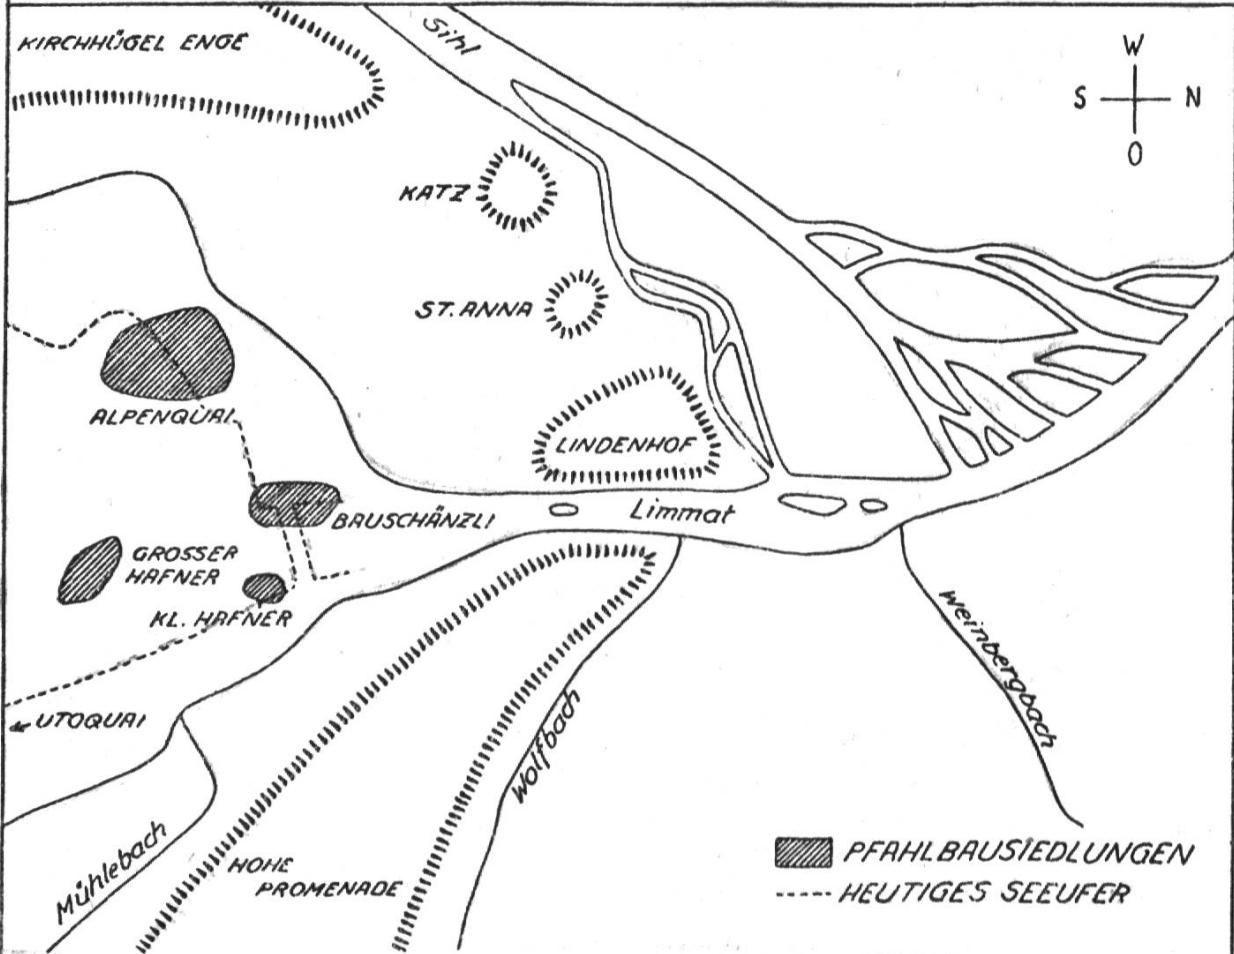 Sihl
KIRCHHÜGEL ENGE
W
S
N
O
KATZ
ST. ANNA
ALPENQUAI
LINDENHOF
Limmat
BAUSCHÄNZLI
GROSSER
HAFNER
KL. HAFNER
UTOQUAI
Weinbergbach
Wolfbach
Mühlebach
HOHE
PROMENADE
PFAHLBAUSIEDLUNGEN
HEUTIGES SEEUFER